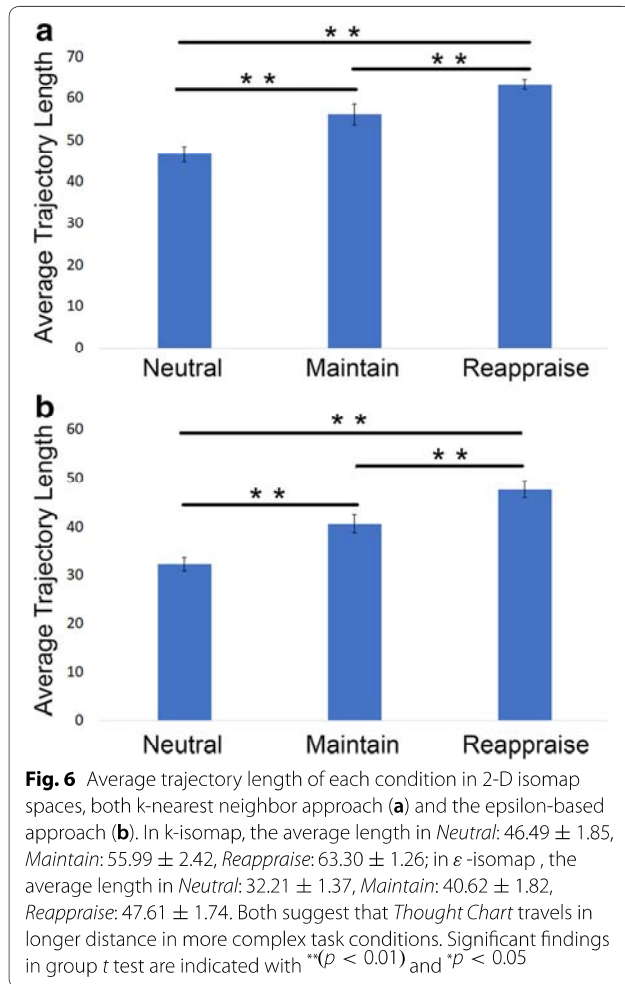 a
Average Trajectory Length
70
60
50
40
30
20
10
0
* *
* *
* *
Neutral Maintain Reappraise
b
Average Trajectory Length
60
50
40
30
20
10
0
* *
* *
* *
Neutral Maintain Reappraise
Fig. 6 Average trajectory length of each condition in 2-D isomap
spaces, both k-nearest neighbor approach (a) and the epsilon-based
approach (b). In k-isomap, the average length in Neutral: 46.49 ± 1.85,
Maintain: 55.99 ± 2.42, Reappraise: 63.30 ± 1.26; in ε -isomap , the
average length in Neutral: 32.21 ± 1.37, Maintain: 40.62 ± 1.82,
Reappraise: 47.61 ± 1.74. Both suggest that Thought Chart travels in
longer distance in more complex task conditions. Significant findings
in group t test are indicated with **(p < 0.01) and *p < 0.05